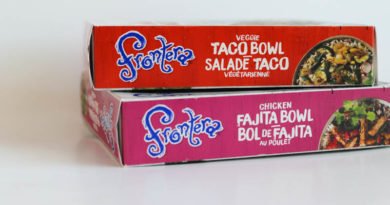 Frontera
VEGGIE
TACO BOWL
SALADE TACO
VÉGÉTARIENNE
Frontera
CHICKEN
FAJITA BOWL
BOL DE FAJITA
AU POULET